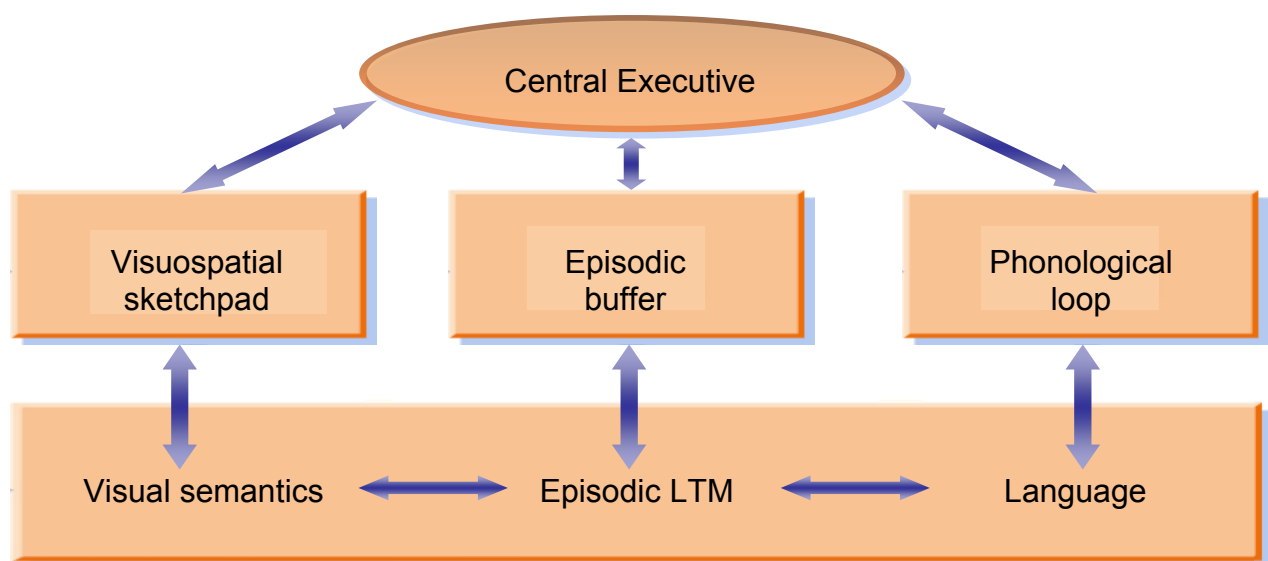 Central Executive
Visuospatial
sketchpad
Episodic
buffer
Phonological
loop
Visual semantics
Episodic LTM
Language